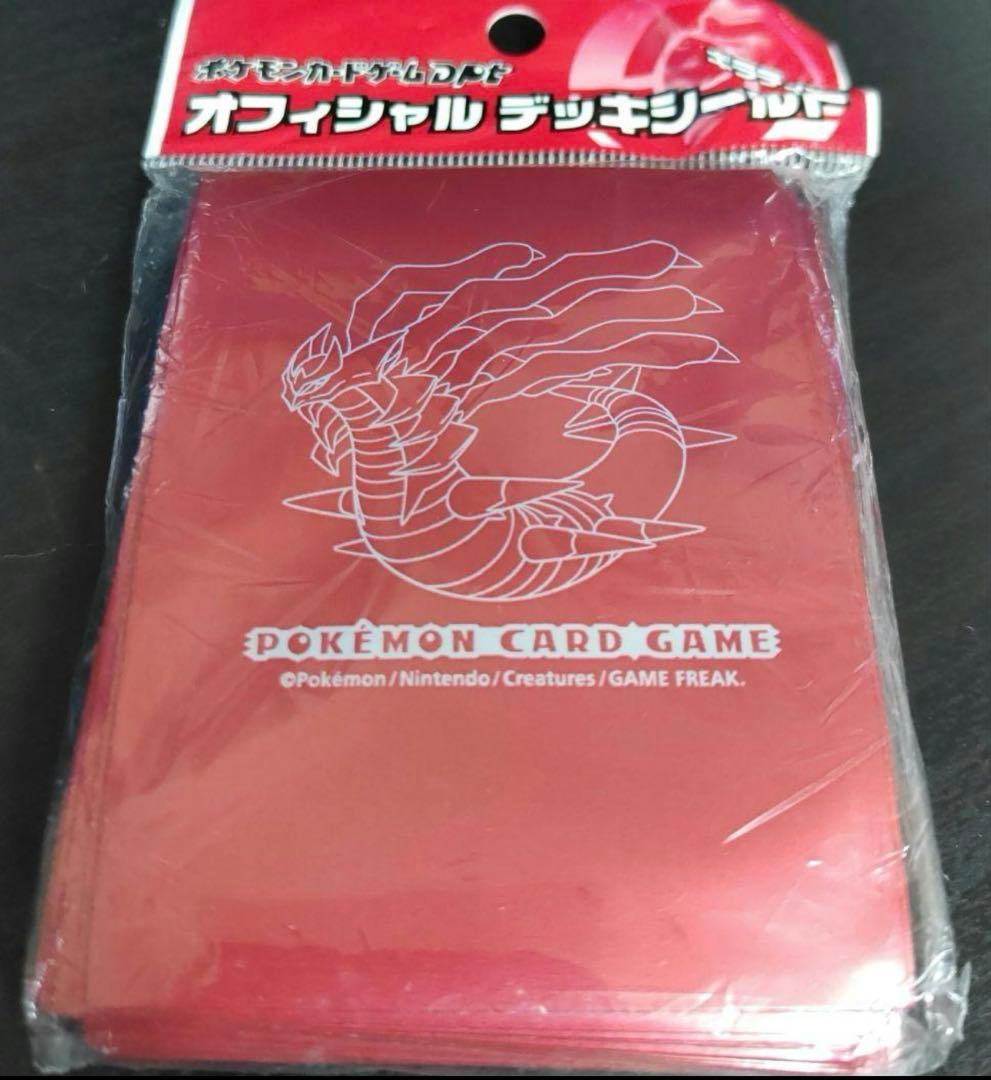 ポケモンカードゲームDPt
オフィシャル デッキシールド
POKÉMON CARD GAME
©Pokémon/Nintendo/Creatures/GAME FREAK.